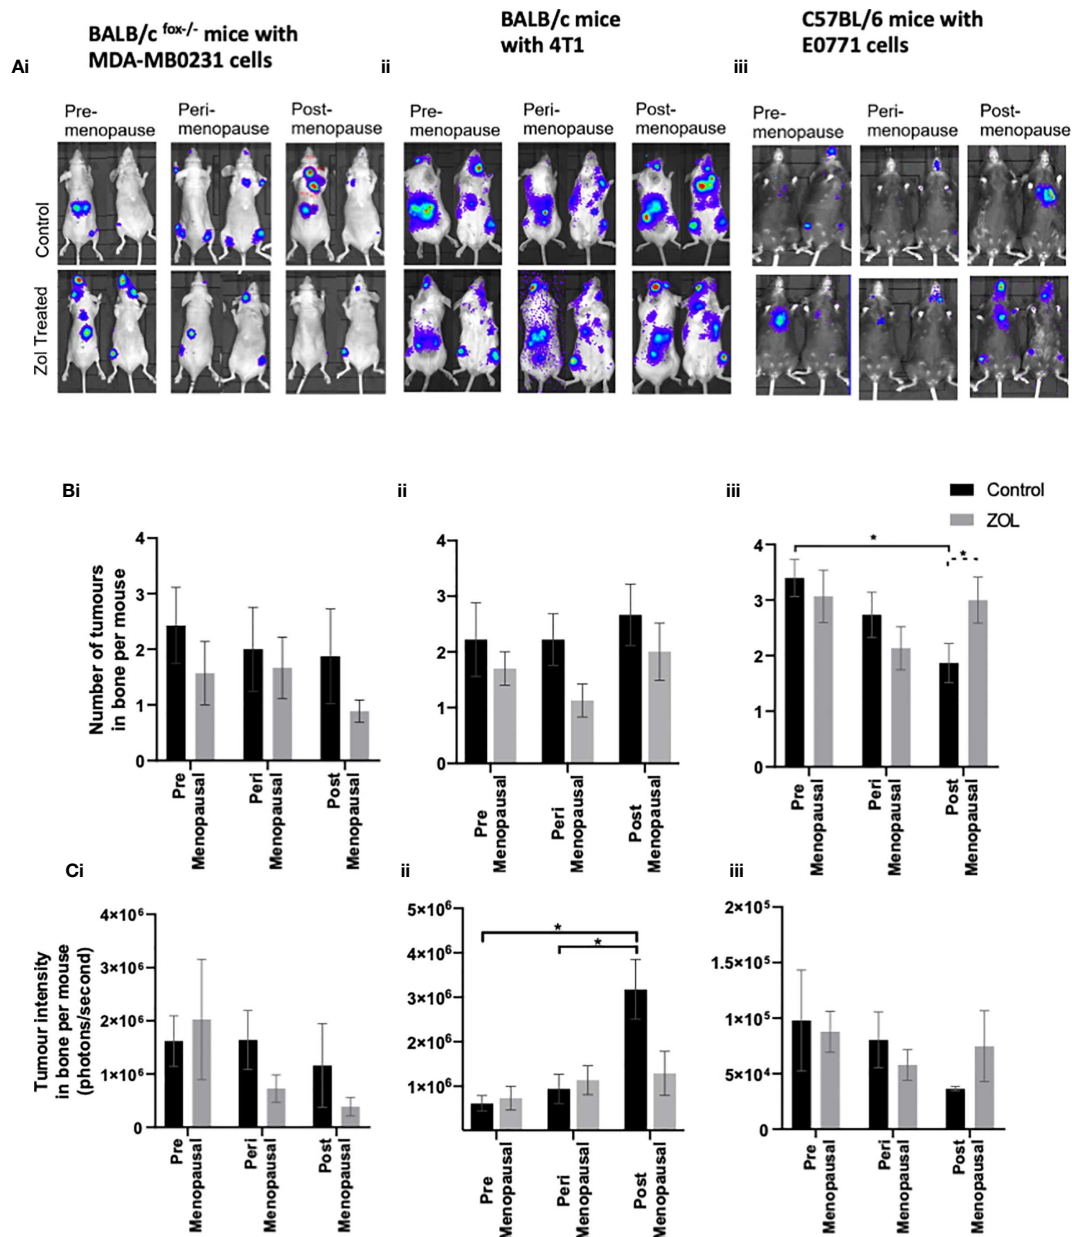 BALB/c fox-/- mice with
MDA-MB0231 cells
BALB/c mice
with 4T1
C57BL/6 mice with
E0771 cells
Ai
ii
iii
Pre-
menopause
Peri-
menopause
Post-
menopause
Pre-
menopause
Peri-
menopause
Post-
menopause
Pre-
menopause
Peri-
menopause
Post-
menopause
Control
Zol Treated
Bi
ii
iii
Control
ZOL
Number of tumours
in bone per mouse
4
3
2
1
0
Pre
Peri
Post
Menopausal
Menopausal
Menopausal
4
3
2
1
0
Pre
Peri
Post
Menopausal
Menopausal
Menopausal
*
*
4
3
2
1
0
Pre
Peri
Post
Menopausal
Menopausal
Menopausal
Ci
ii
iii
Tumour intensity
in bone per mouse
(photons/second)
4×10⁶
3×10⁶
2×10⁶
1×10⁶
0
Pre
Peri
Post
Menopausal
Menopausal
Menopausal
*
*
5×10⁶
4×10⁶
3×10⁶
2×10⁶
1×10⁶
Pre
Peri
Post
Menopausal
Menopausal
Menopausal
2×10⁵
1.5×10⁵
1×10⁵
5×10⁴
0
Pre
Peri
Post
Menopausal
Menopausal
Menopausal